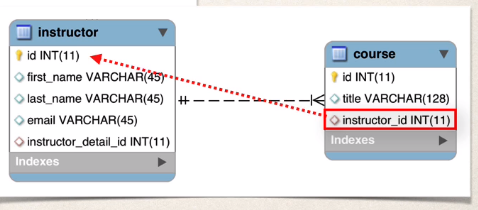 instructor
id INT(11)
first_name VARCHAR(45)
last_name VARCHAR(45)
email VARCHAR(45)
instructor_detail_id INT(11)
Indexes
course
id INT(11)
title VARCHAR(128)
instructor_id INT(11)
Indexes